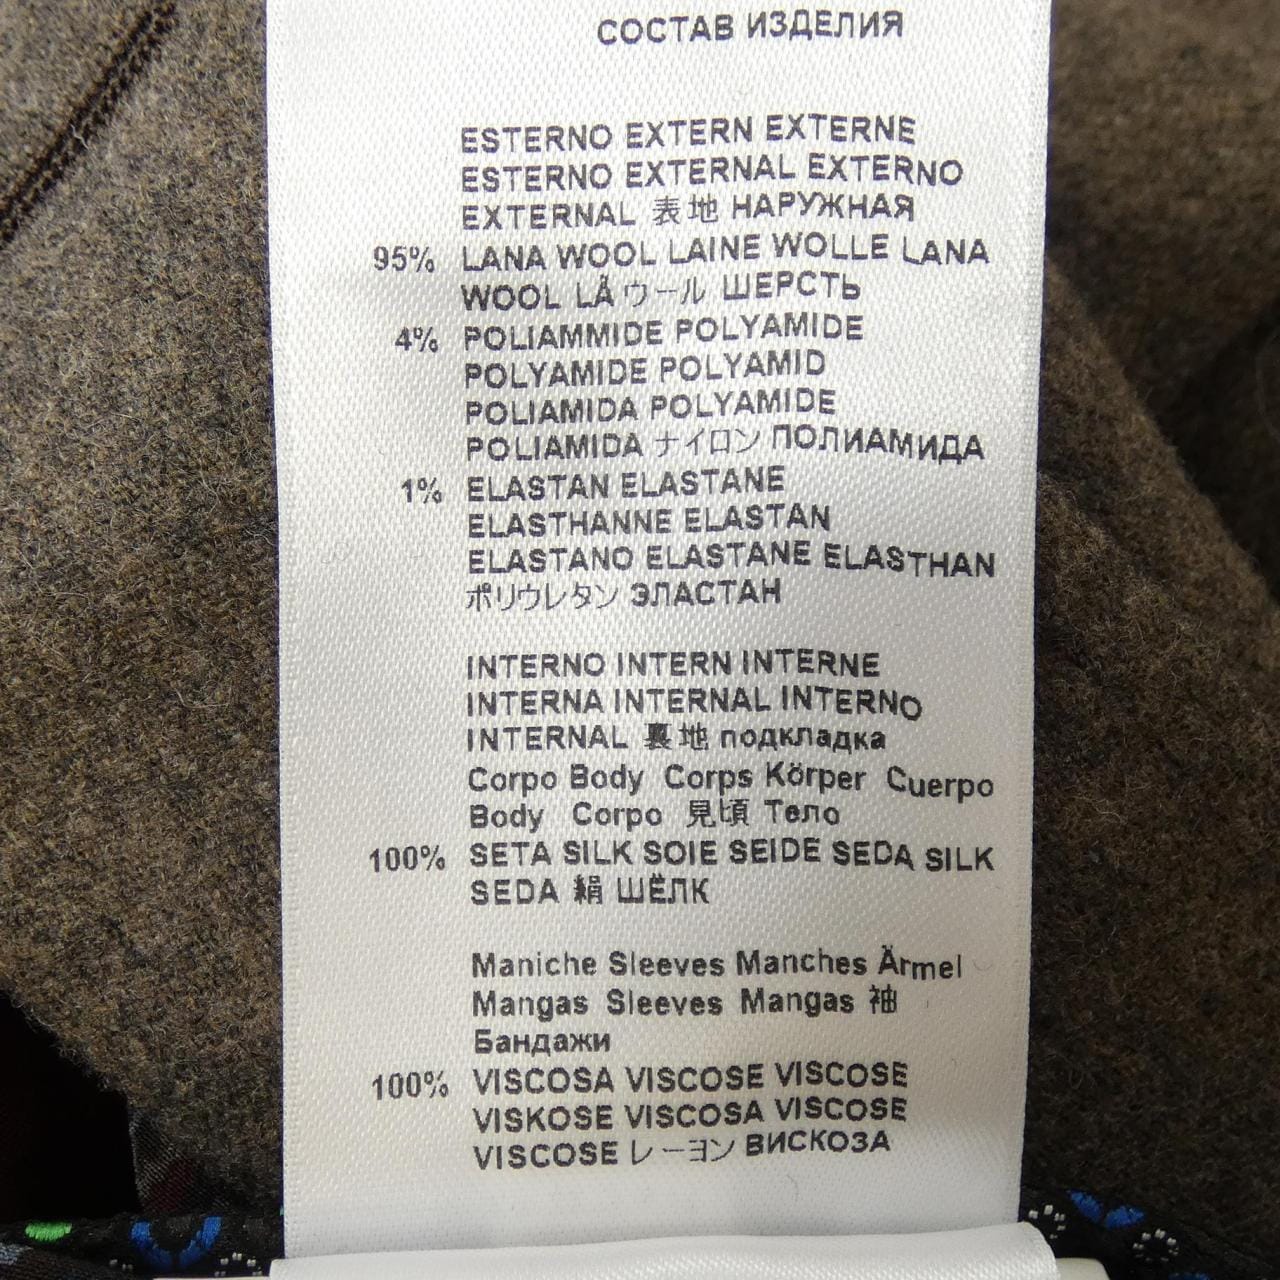 СОСТАВ ИЗДЕЛИЯ
ESTERNO EXTERN EXTERNE
ESTERNO EXTERNAL EXTERNO
EXTERNAL 表地 НАРУЖНАЯ
95% LANA WOOL LAINE WOLLE LANA
WOOL LÅ ウール ШЕРСТЬ
4% POLIAMMIDE POLYAMIDE
POLYAMIDE POLYAMID
POLIAMIDA POLYAMIDE
POLIAMIDA ナイロン ПОЛИАМИДА
1% ELASTAN ELASTANE
ELASTHANNE ELASTAN
ELASTANO ELASTANE ELASTHAN
ポリウレタン ЭЛАСТАН
INTERNO INTERN INTERNE
INTERNA INTERNAL INTERNO
INTERNAL 裏地 подкладка
Corpo Body Corps Körper Cuerpo
Body Corpo 見頃 Тело
100% SETA SILK SOIE SEIDE SEDA SILK
SEDA 絹 ШЁЛК
Maniche Sleeves Manches Ärmel
Mangas Sleeves Mangas 袖
Бандажи
100% VISCOSA VISCOSE VISCOSE
VISKOSE VISCOSA VISCOSE
VISCOSE レーヨン ВИСКОЗА